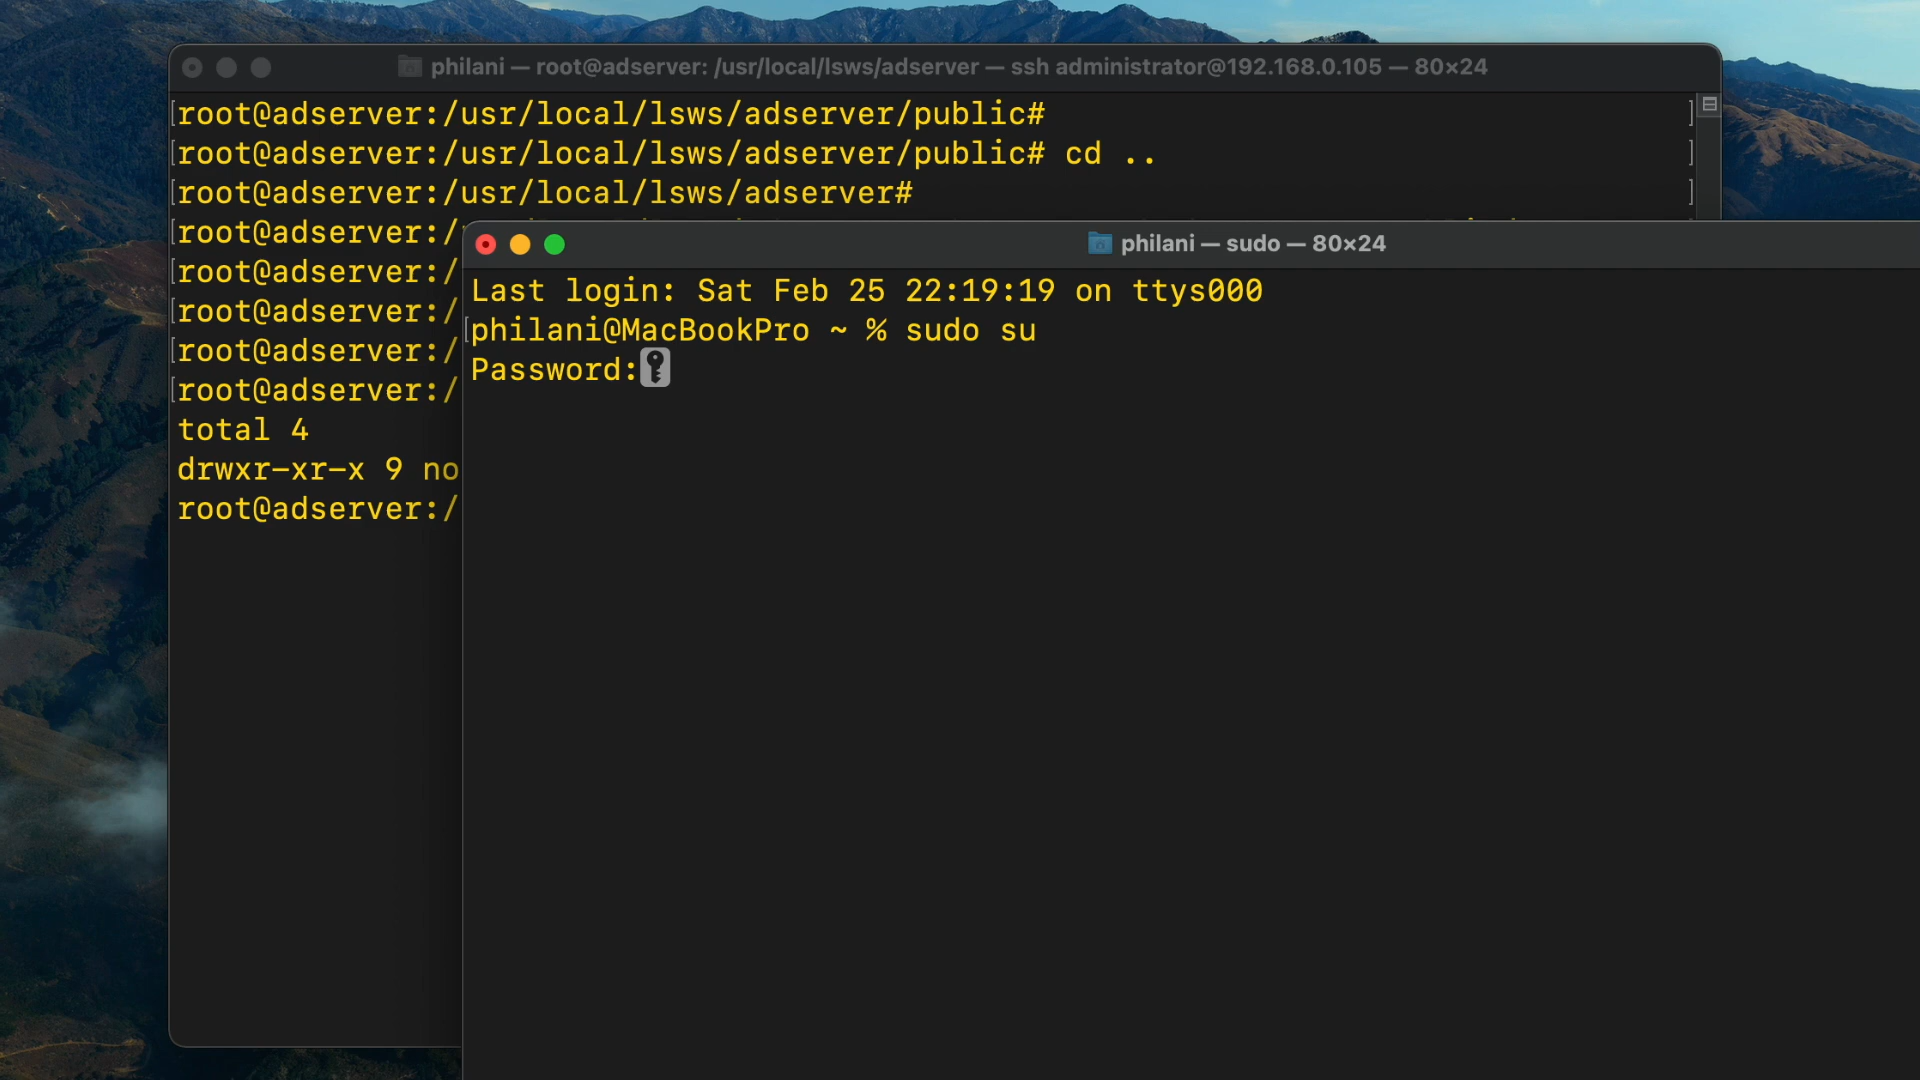 philani — root@adserver: /usr/local/lsws/adserver — ssh administrator@192.168.0.105 — 80×24
[root@adserver:/usr/local/lsws/adserver/public# ]
[root@adserver:/usr/local/lsws/adserver/public# cd .. ]
[root@adserver:/usr/local/lsws/adserver# ]
[root@adserver:/
[root@adserver:/
[root@adserver:/
[root@adserver:/
[root@adserver:/
total 4
drwxr-xr-x 9 no
root@adserver:/
philani — sudo — 80×24
Last login: Sat Feb 25 22:19:19 on ttys000
[philani@MacBookPro ~ % sudo su
Password: